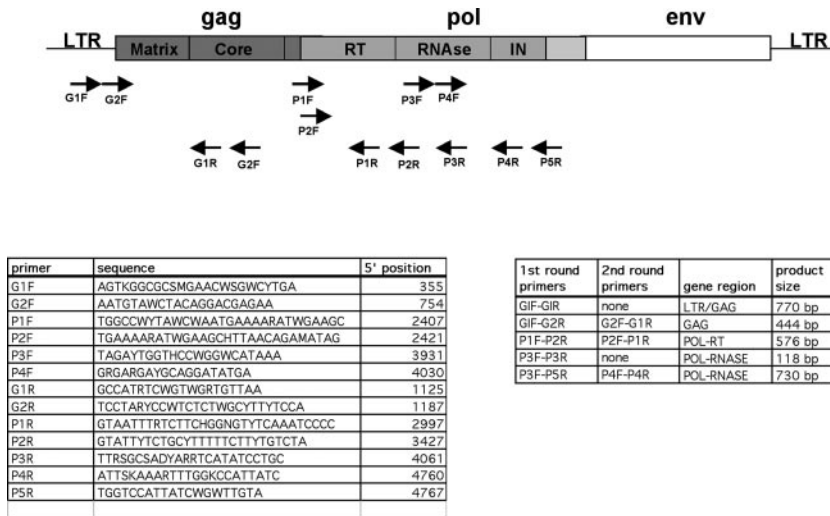 gag pol env
LTR Matrix Core RT RNAse IN LTR
G1F G2F P1F P3F P4F
P2F
G1R G2F P1R P2R P3R P4R P5R
primer sequence 5' position
G1F AGTKGGCGCSMGAACWSGWCYTGA 355
G2F AATGTAWCTACAGGACGAGAA 754
P1F TGGCCWYTAWCWAATGAAAARATWGAAGC 2407
P2F TGAAAARATWGAAGCHTTAACAGAMATAG 2421
P3F TAGAYTGGTHCCWGGWCATAAA 3931
P4F GRGARGAYGCAGGATATGA 4030
G1R GCCATRTCWGTWGRTGTTAA 1125
G2R TCCTARYCCWTCTCTWGCYTTYTCCA 1187
P1R GTAATTTRTCTTCHGGNGTYTCAAATCCCC 2997
P2R GTATTYTCTGCYTTTTTCTTYTGTCTA 3427
P3R TTRSGCSADYARRTCATATCCTGC 4061
P4R ATTSKAAARTTTGGKCCATTATC 4760
P5R TGGTCCATTATCWGWTTGTA 4767
1st round primers 2nd round primers gene region product size
GIF-GIR none LTR/GAG 770 bp
GIF-G2R G2F-G1R GAG 444 bp
P1F-P2R P2F-P1R POL-RT 576 bp
P3F-P3R none POL-RNASE 118 bp
P3F-P5R P4F-P4R POL-RNASE 730 bp